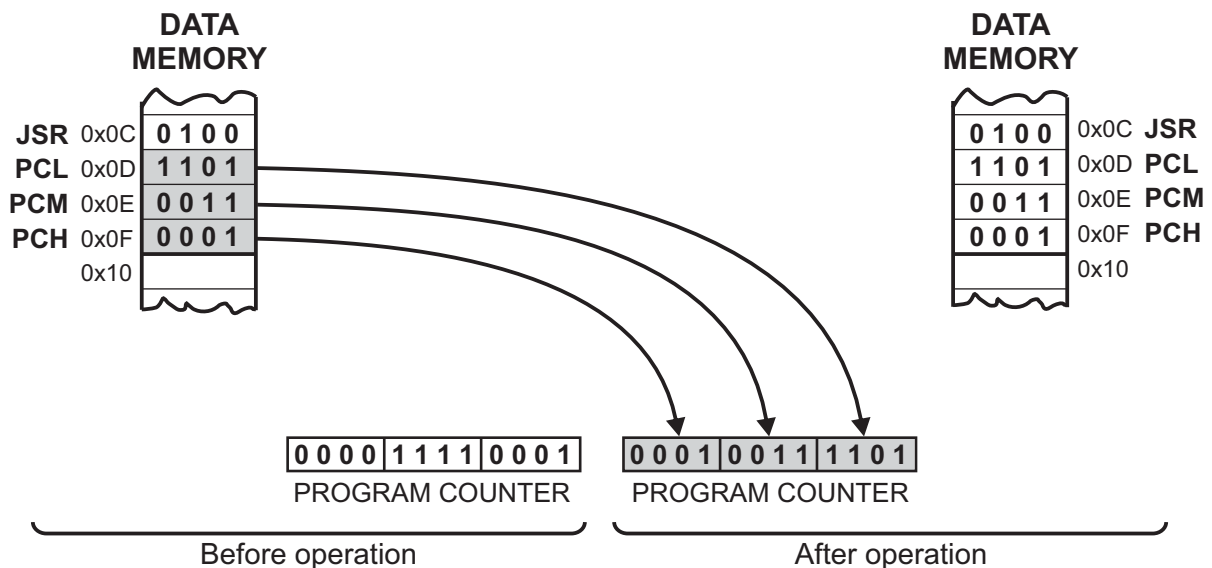 DATA
MEMORY
JSR 0x0C 0 1 0 0
PCL 0x0D 1 1 0 1
PCM 0x0E 0 0 1 1
PCH 0x0F 0 0 0 1
0x10
DATA
MEMORY
0 1 0 0 0x0C JSR
1 1 0 1 0x0D PCL
0 0 1 1 0x0E PCM
0 0 0 1 0x0F PCH
0x10
0 0 0 0 1 1 1 1 0 0 0 1
PROGRAM COUNTER
0 0 0 1 0 0 1 1 1 1 0 1
PROGRAM COUNTER
Before operation
After operation